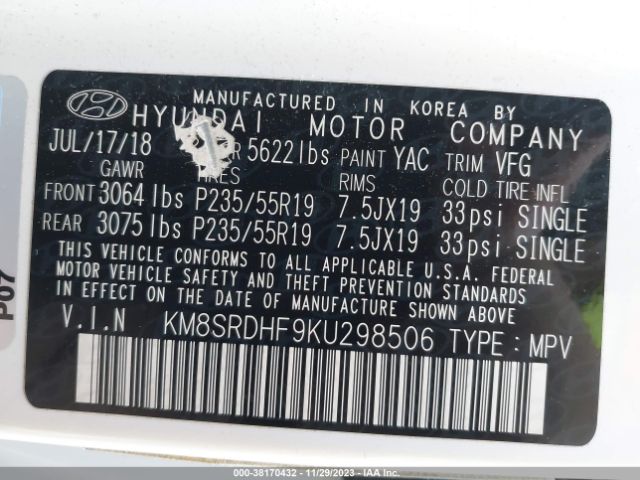 MANUFACTURED IN KOREA BY
HYUNDAI MOTOR COMPANY
JUL/17/18 5622lbs PAINT YAC TRIM VFG
GAWR RIMS COLD TIRE INFL
FRONT 3064lbs P235/55R19 7.5JX19 33psi SINGLE
REAR 3075lbs P235/55R19 7.5JX19 33psi SINGLE
THIS VEHICLE CONFORMS TO ALL APPLICABLE U.S.A. FEDERAL
MOTOR VEHICLE SAFETY AND BUMPER STANDARDS, AND
THEFT PREVENTION STANDARDS IN EFFECT ON THE
DATE OF MANUFACTURE SHOWN ABOVE
V.I.N KM8SRDHF9KU298506 TYPE : MPV
P07
000-38170432 - 11/29/2023 - IAA Inc.